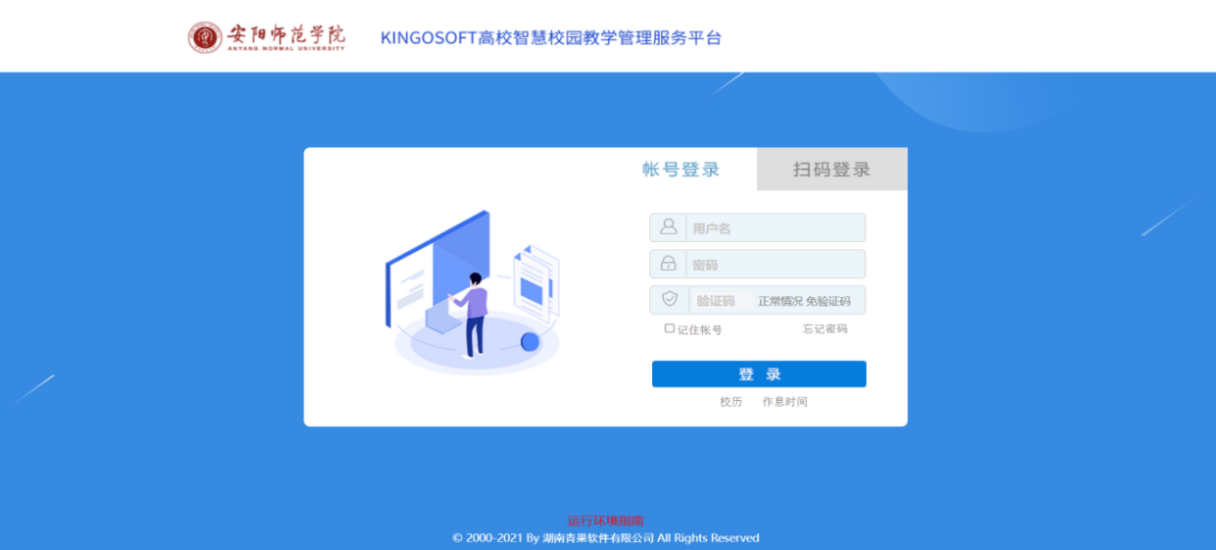 安阳师范学院
ANYANG NORMAL UNIVERSITY
KINGOSOFT高校智慧校园教学管理服务平台
帐号登录 扫码登录
用户名
密码
验证码 正常情况 免验证码
记住帐号 忘记密码
登 录
校历 作息时间
运行环境指南
© 2000-2021 By 湖南青果软件有限公司 All Rights Reserved